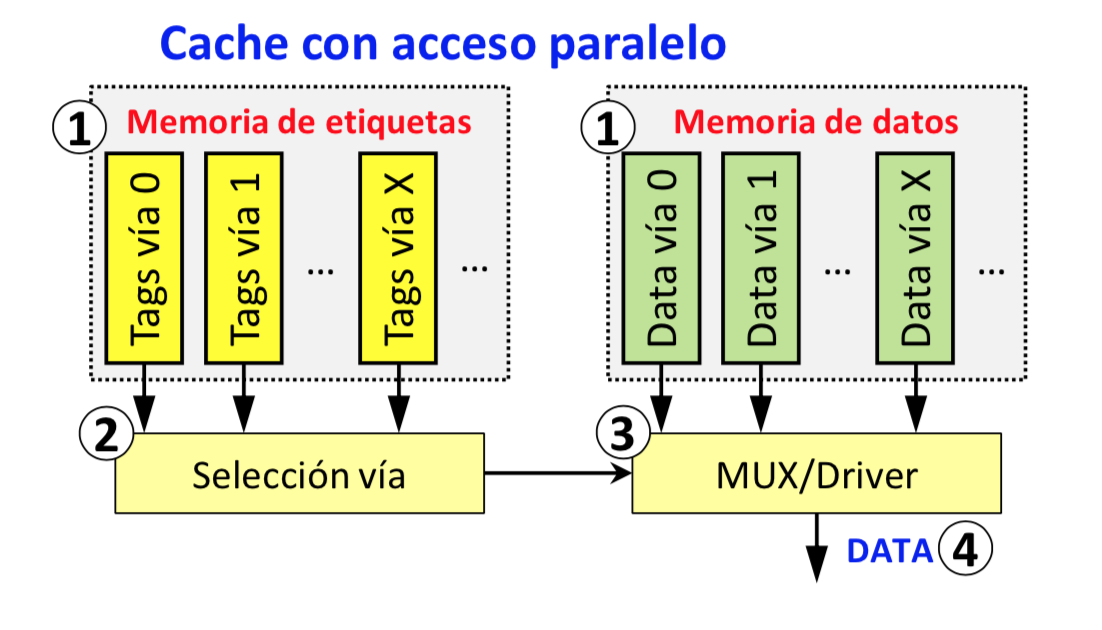 Cache con acceso paralelo
1 Memoria de etiquetas
Tags vía 0
Tags vía 1
...
Tags vía X
...
1 Memoria de datos
Data vía 0
Data vía 1
...
Data vía X
...
2 Selección vía
3 MUX/Driver
DATA 4